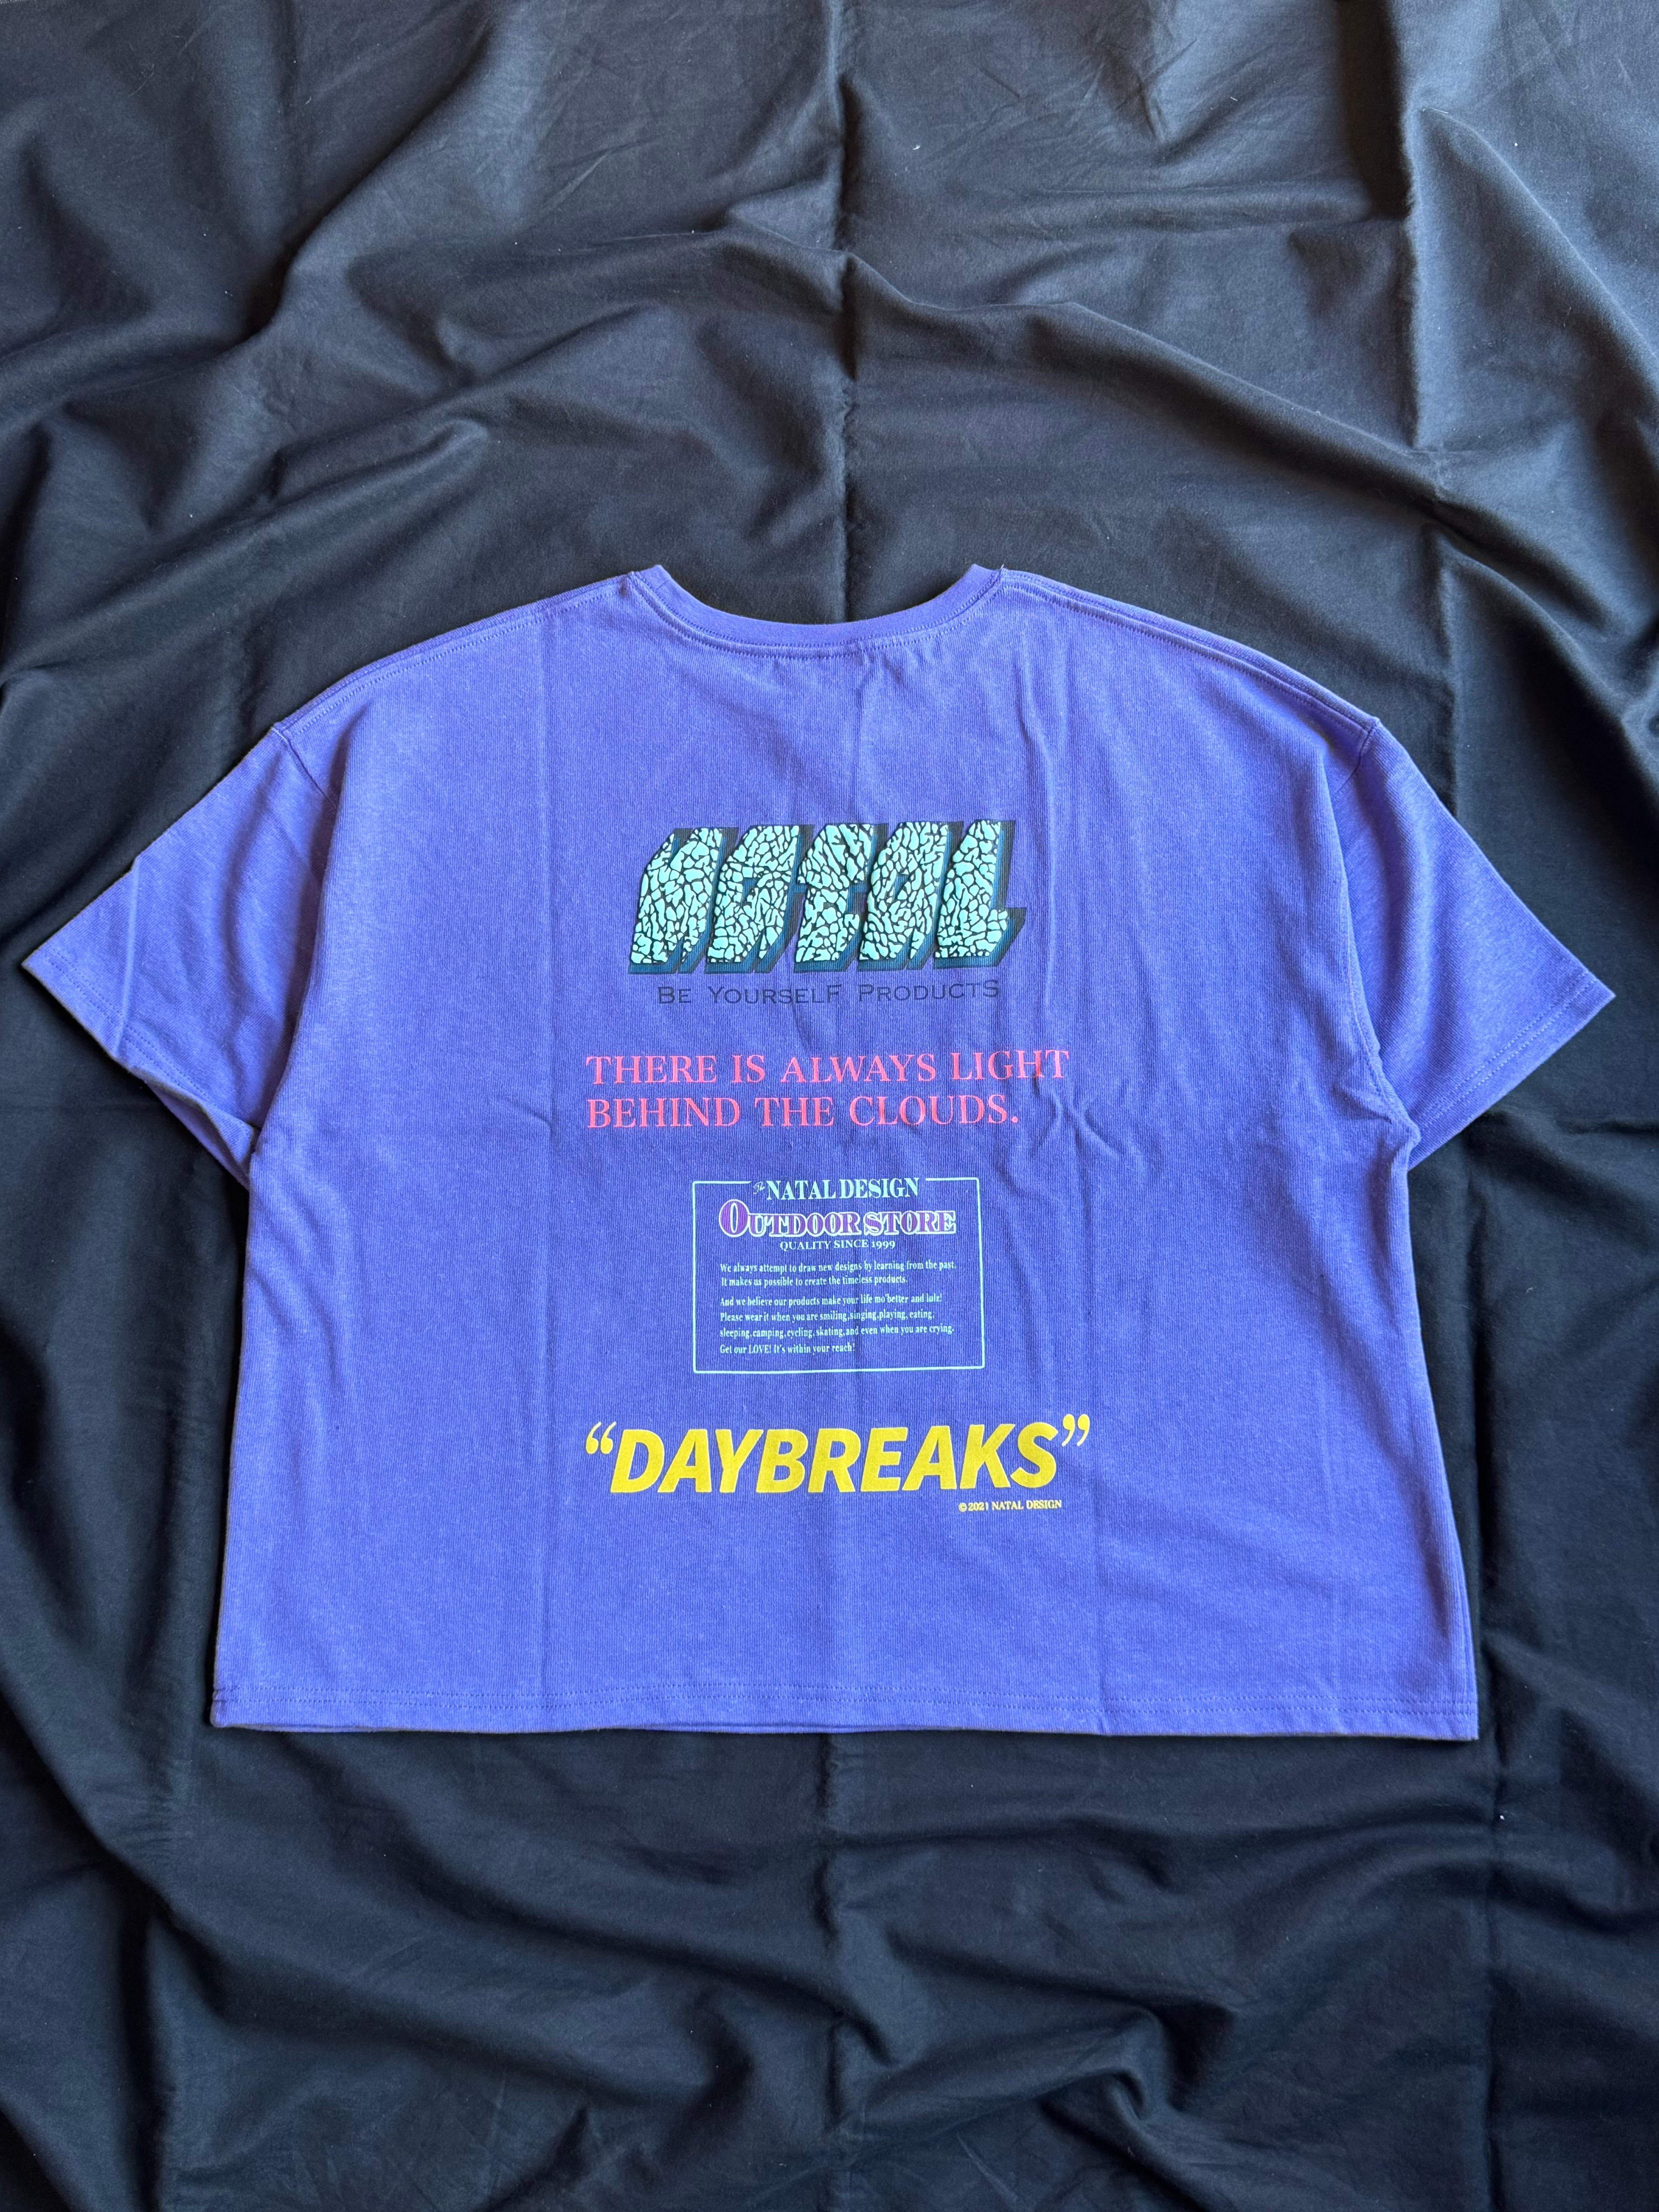 NATAL
BE YOURSELF PRODUCTS
THERE IS ALWAYS LIGHT
BEHIND THE CLOUDS.
The NATAL DESIGN
OUTDOOR STORE
QUALITY SINCE 1999
We always attempt to draw new designs by learning from the past.
It makes us possible to create the timeless products.
And we believe our products make your life mo'better and
Please wear it when you are smiling,singing,playing, eating,
sleeping,camping,cycling,skating,and even when you are crying.
Get our LOVE! It's within your reach!
“DAYBREAKS”
©2021 NATAL DESIGN